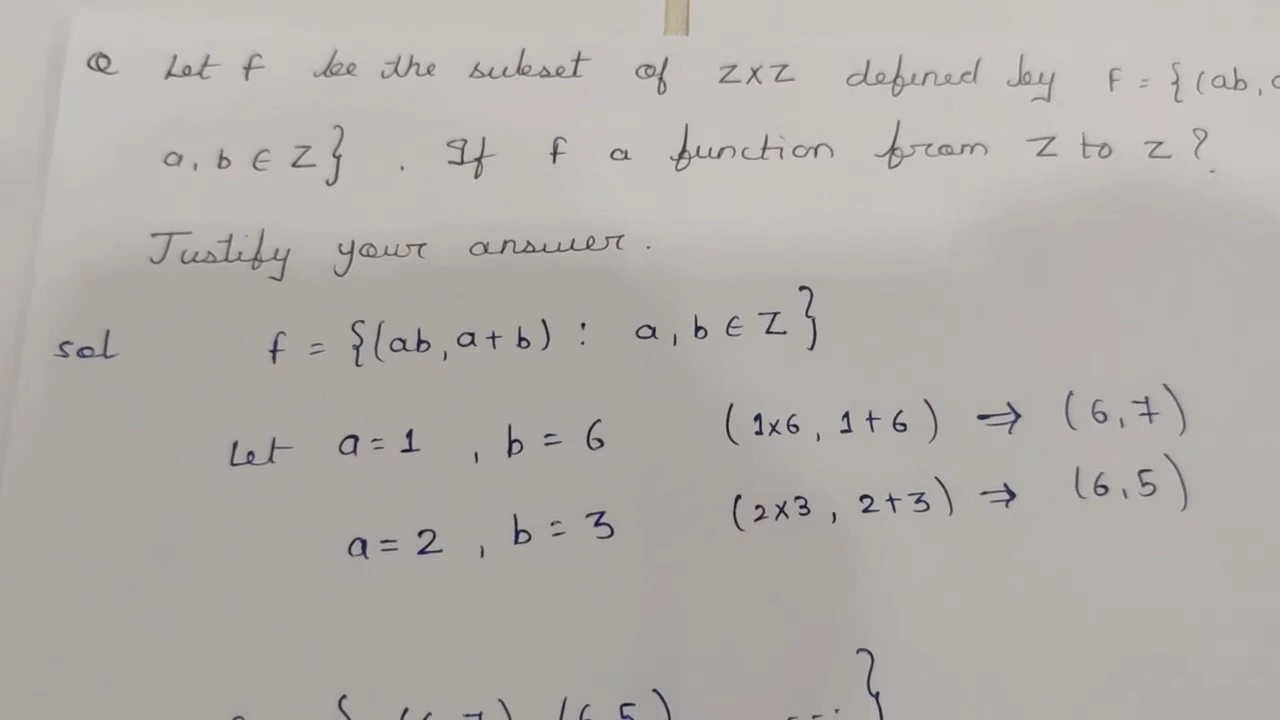 Q Let f be the subset of Z×Z defined by F = {(ab,
a, b ∈ Z} . If f a function from Z to Z ?
Justify your answer.
sol f = {(ab, a+b) : a, b ∈ Z}
Let a = 1 , b = 6 (1×6, 1+6) ⇒ (6,7)
a = 2 , b = 3 (2×3, 2+3) ⇒ (6,5)